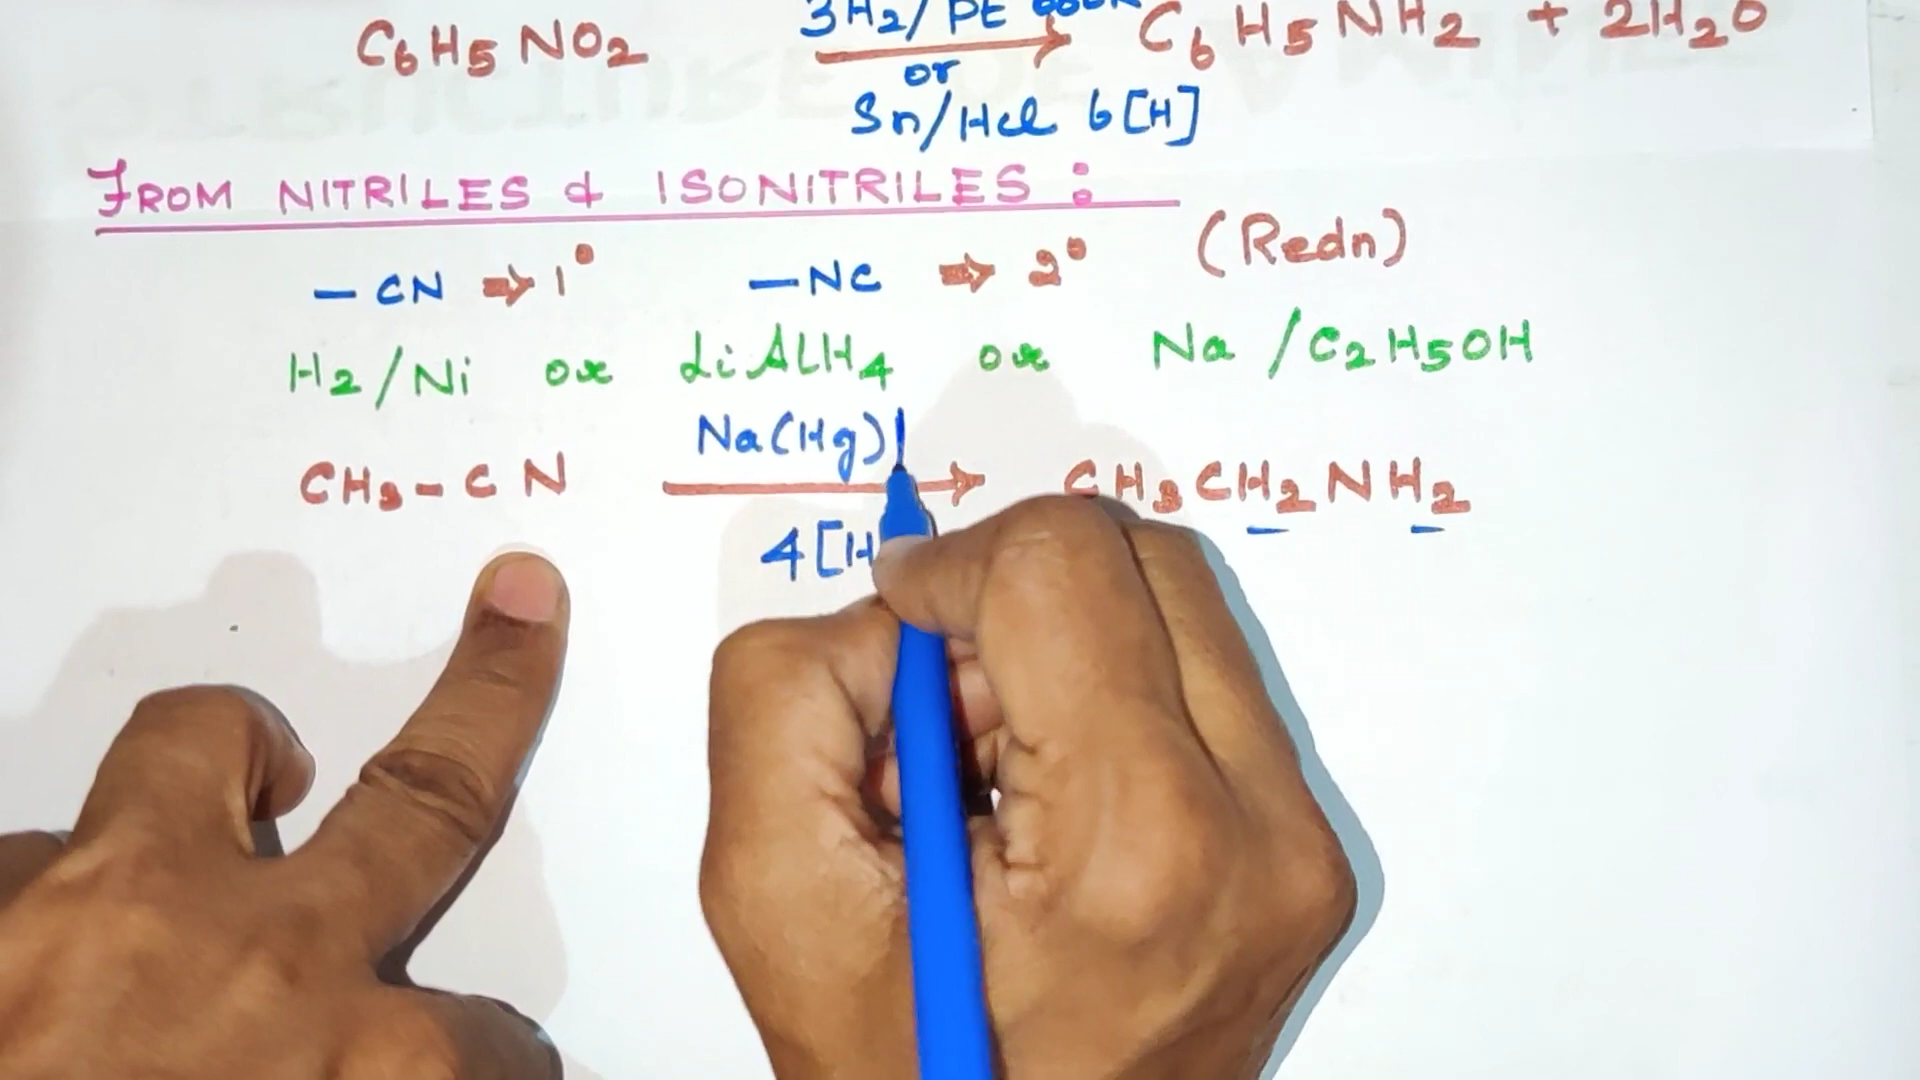 C6H5NO2 3H2/ PE C6H5NH2 + 2H2O
or
Sn/HCl 6[H]
FROM NITRILES & ISONITRILES :
– CN ⇒ 1° – NC ⇒ 2° (Redn)
H2/Ni or LiAlH4 or Na /C2H5OH
Na(Hg)
CH3-CN → CH3CH2NH2
4[H